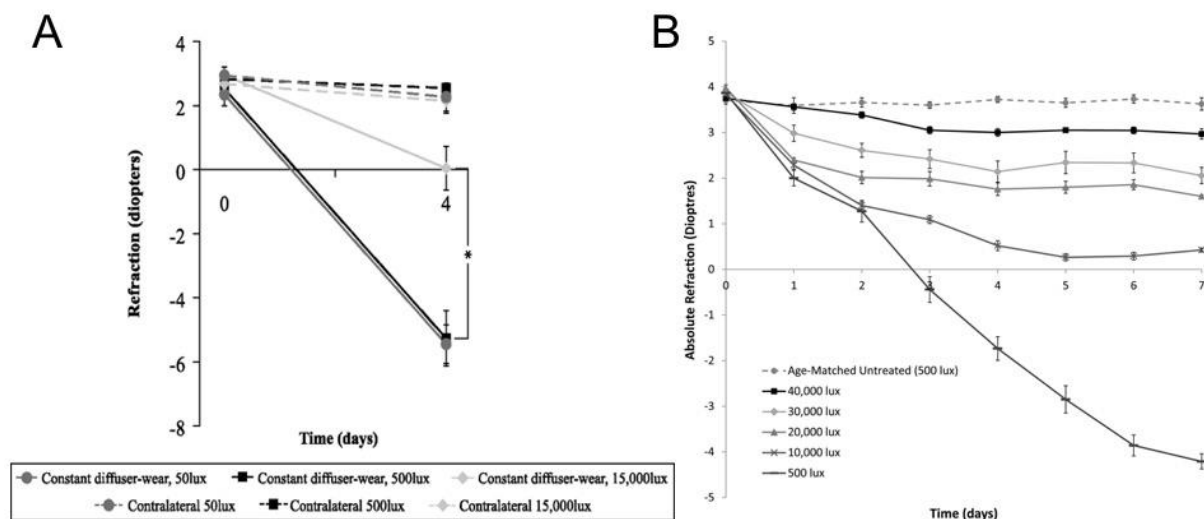 A
Refraction (diopters)
4
2
0
-2
-4
-6
-8
0
4
*
Time (days)
Constant diffuser-wear, 50lux
Constant diffuser-wear, 500lux
Constant diffuser-wear, 15,000lux
Contralateral 50lux
Contralateral 500lux
Contralateral 15,000lux
B
Absolute Refraction (Dioptres)
5
4
3
2
1
0
-1
-2
-3
-4
-5
0
1
2
3
4
5
6
7
Age-Matched Untreated (500 lux)
40,000 lux
30,000 lux
20,000 lux
10,000 lux
500 lux
Time (days)